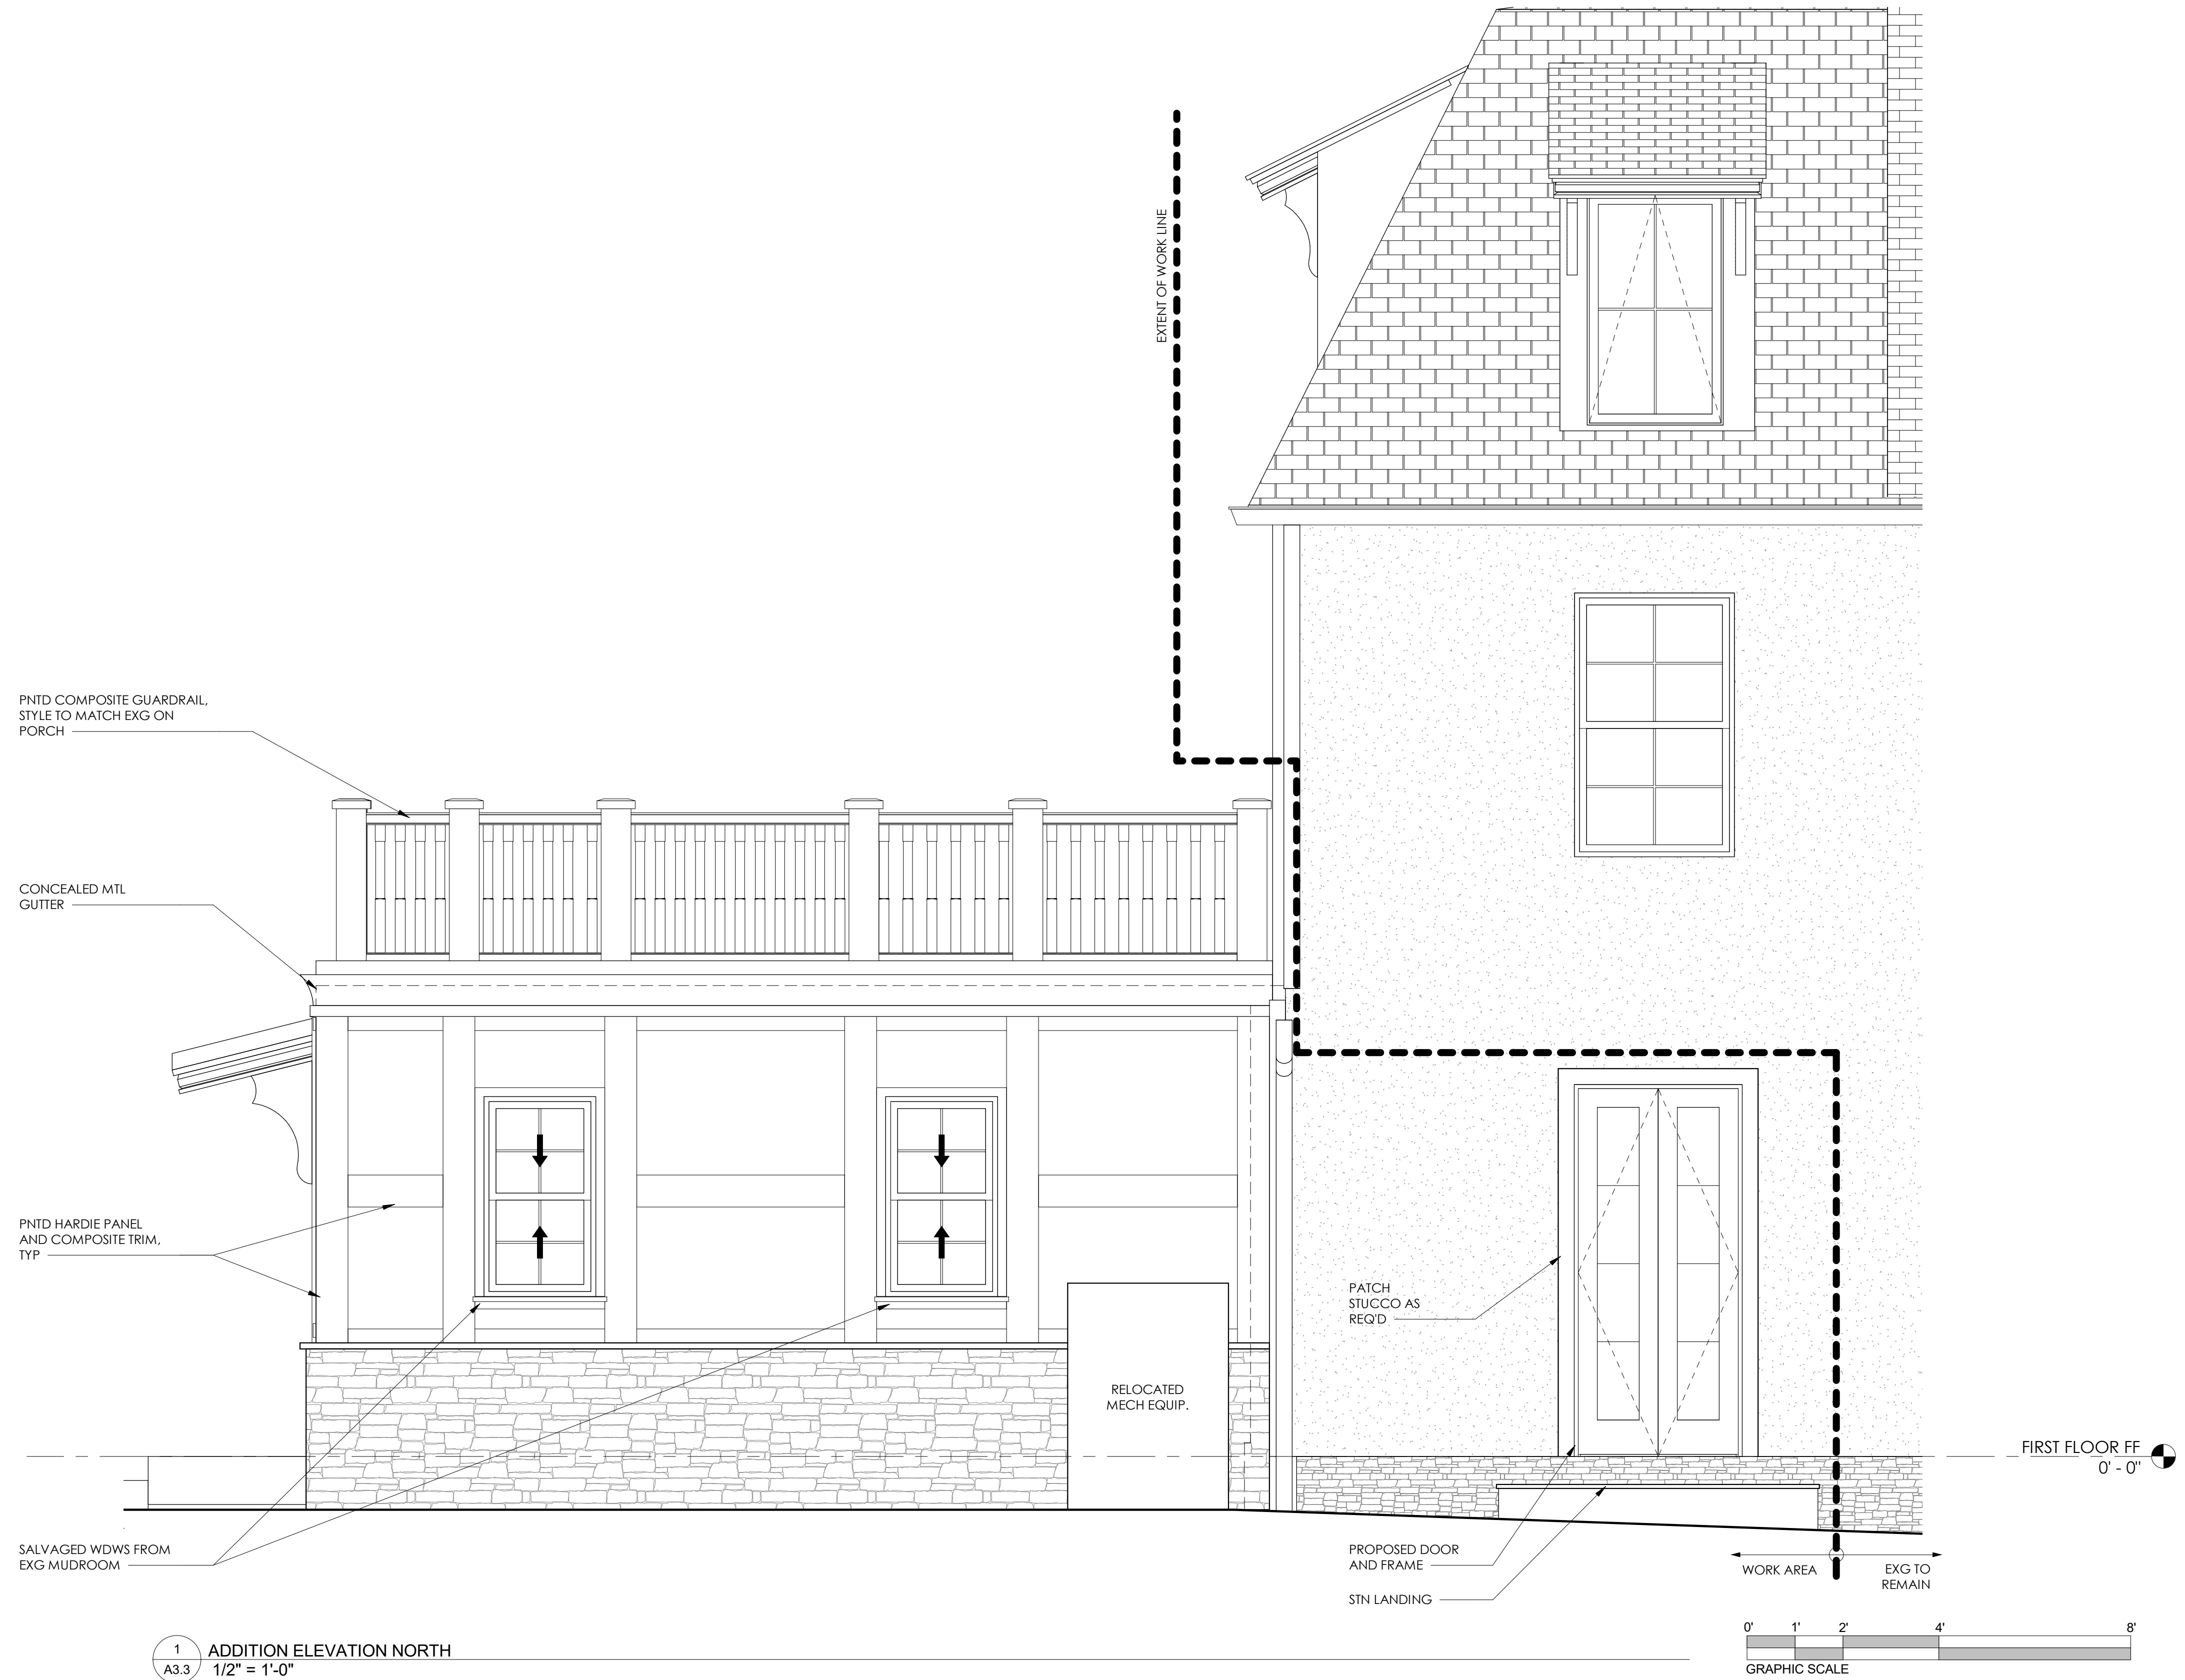 EXTENT OF WORK LINE
PNTD COMPOSITE GUARDRAIL,
STYLE TO MATCH EXG ON
PORCH
CONCEALED MTL
GUTTER
PNTD HARDIE PANEL
AND COMPOSITE TRIM,
TYP
PATCH
STUCCO AS
REQ'D
RELOCATED
MECH EQUIP.
FIRST FLOOR FF
0' - 0"
SALVAGED WDWS FROM
EXG MUDROOM
PROPOSED DOOR
AND FRAME
STN LANDING
WORK AREA
EXG TO
REMAIN
1
A3.3
ADDITION ELEVATION NORTH
1/2" = 1'-0"
0' 1' 2' 4' 8'
GRAPHIC SCALE